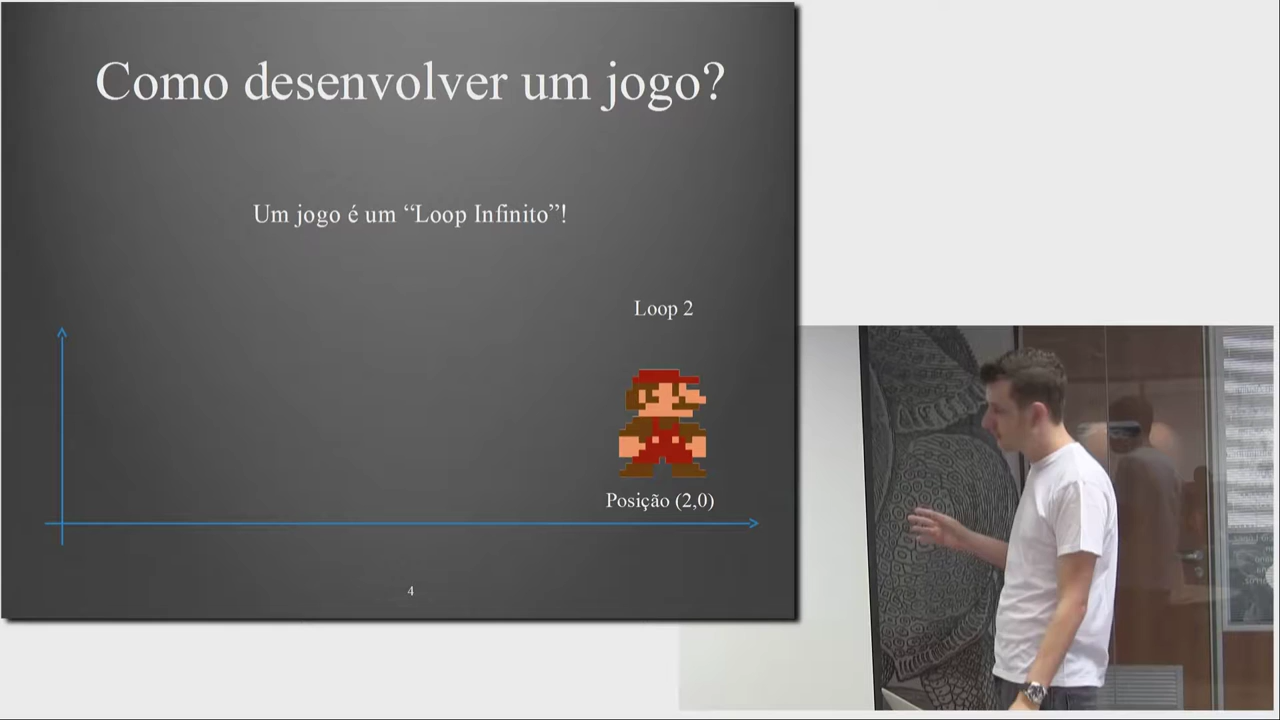 Como desenvolver um jogo?
Um jogo é um “Loop Infinito”!
Loop 2
Posição (2,0)
4